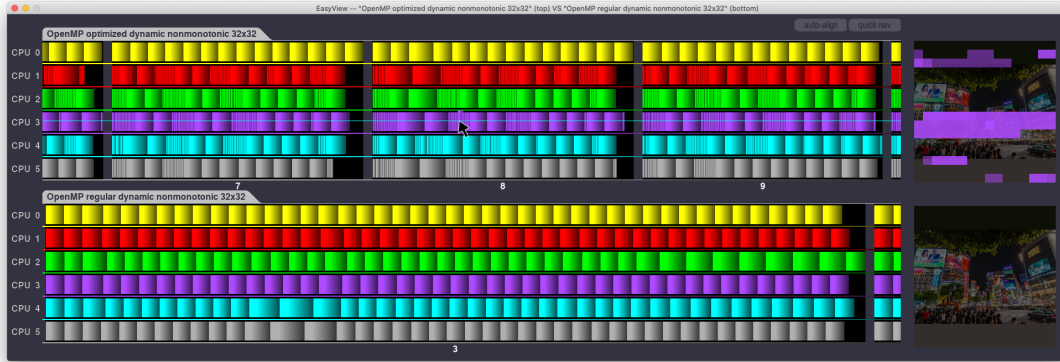 EasyView -- "OpenMP optimized dynamic nonmonotonic 32x32" (top) VS "OpenMP regular dynamic nonmonotonic 32x32" (bottom)
auto-align quick nav
OpenMP optimized dynamic nonmonotonic 32x32
CPU 0
CPU 1
CPU 2
CPU 3
CPU 4
CPU 5
7 8 9
OpenMP regular dynamic nonmonotonic 32x32
CPU 0
CPU 1
CPU 2
CPU 3
CPU 4
CPU 5
3